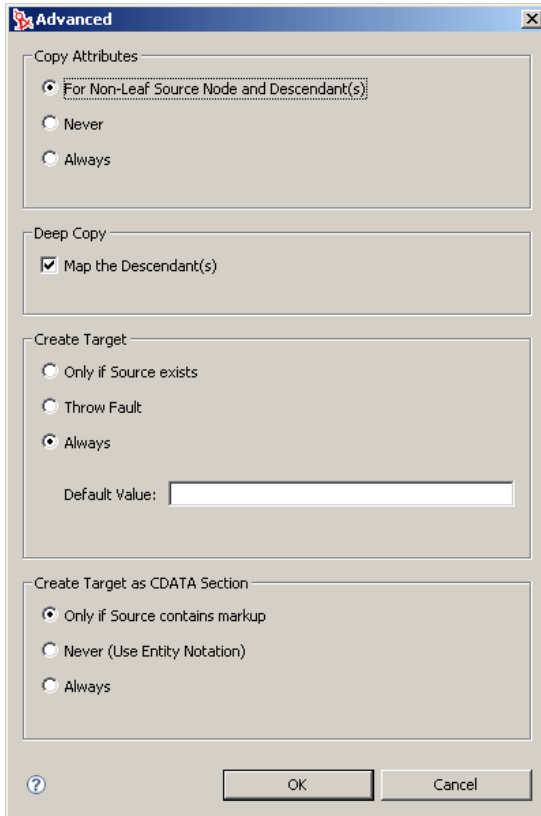 Advanced
Copy Attributes
For Non-Leaf Source Node and Descendant(s)
Never
Always
Deep Copy
Map the Descendant(s)
Create Target
Only if Source exists
Throw Fault
Always
Default Value:
Create Target as CDATA Section
Only if Source contains markup
Never (Use Entity Notation)
Always
? OK Cancel